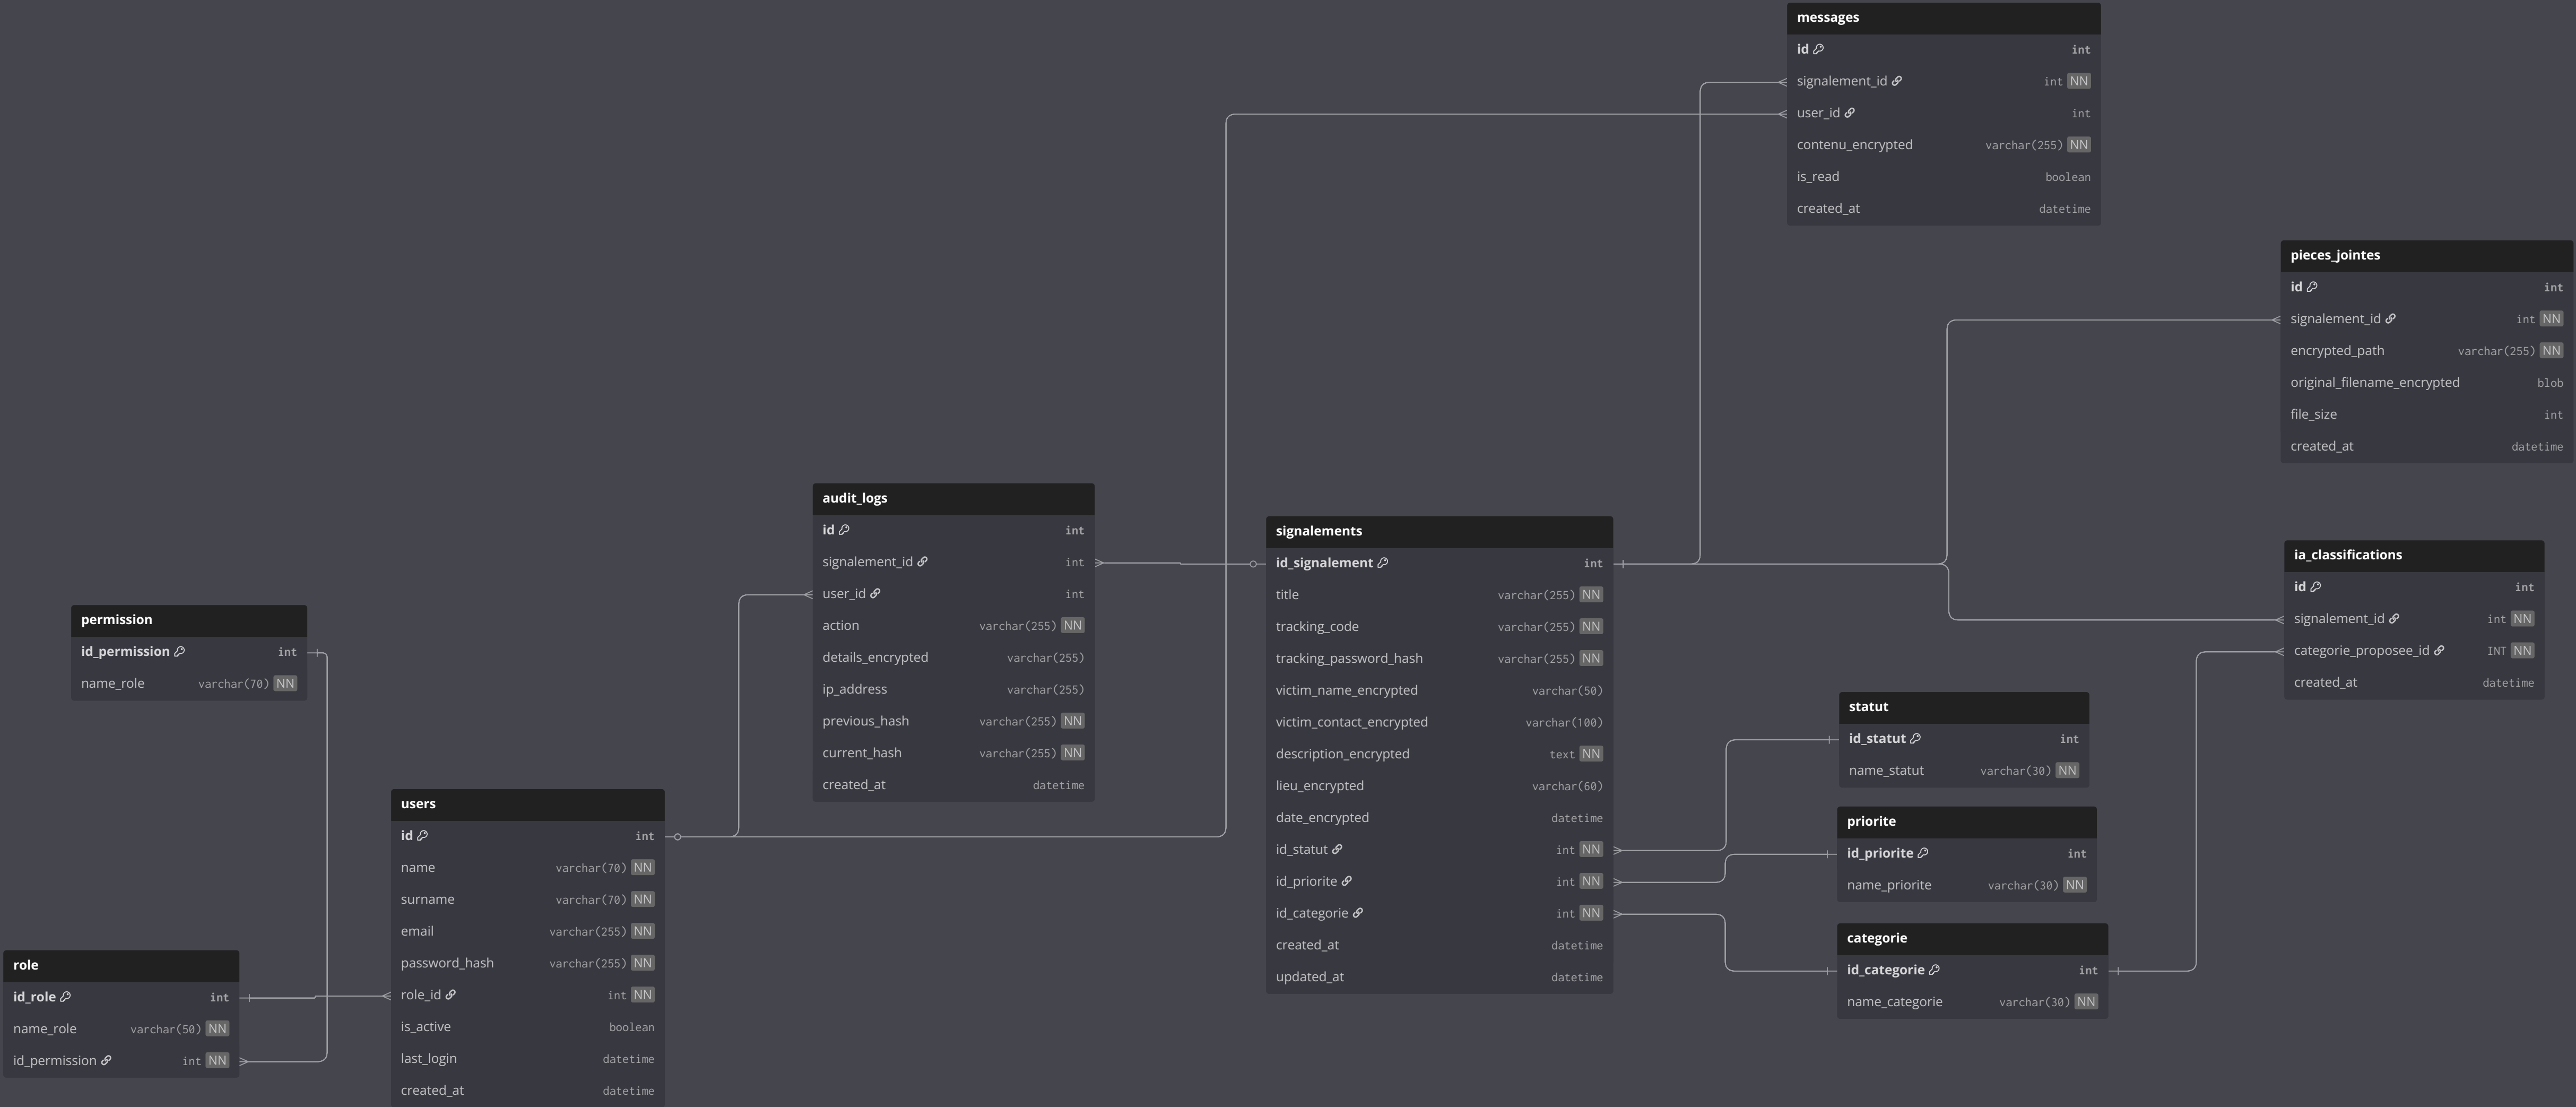 messages
id int
signalement_id int NN
user_id int
contenu_encrypted varchar(255) NN
is_read boolean
created_at datetime
pieces_jointes
id int
signalement_id int NN
encrypted_path varchar(255) NN
original_filename_encrypted blob
file_size int
created_at datetime
audit_logs
id int
signalement_id int
user_id int
action varchar(255) NN
details_encrypted varchar(255)
ip_address varchar(255)
previous_hash varchar(255) NN
current_hash varchar(255) NN
created_at datetime
signalements
id_signalement int
title varchar(255) NN
tracking_code varchar(255) NN
tracking_password_hash varchar(255) NN
victim_name_encrypted varchar(50)
victim_contact_encrypted varchar(100)
description_encrypted text NN
lieu_encrypted varchar(60)
date_encrypted datetime
id_statut int NN
id_priorite int NN
id_categorie int NN
created_at datetime
updated_at datetime
ia_classifications
id int
signalement_id int NN
categorie_proposee_id INT NN
created_at datetime
permission
id_permission int
name_role varchar(70) NN
statut
id_statut int
name_statut varchar(30) NN
users
id int
name varchar(70) NN
surname varchar(70) NN
email varchar(255) NN
password_hash varchar(255) NN
role_id int NN
is_active boolean
last_login datetime
created_at datetime
priorite
id_priorite int
name_priorite varchar(30) NN
categorie
id_categorie int
name_categorie varchar(30) NN
role
id_role int
name_role varchar(50) NN
id_permission int NN